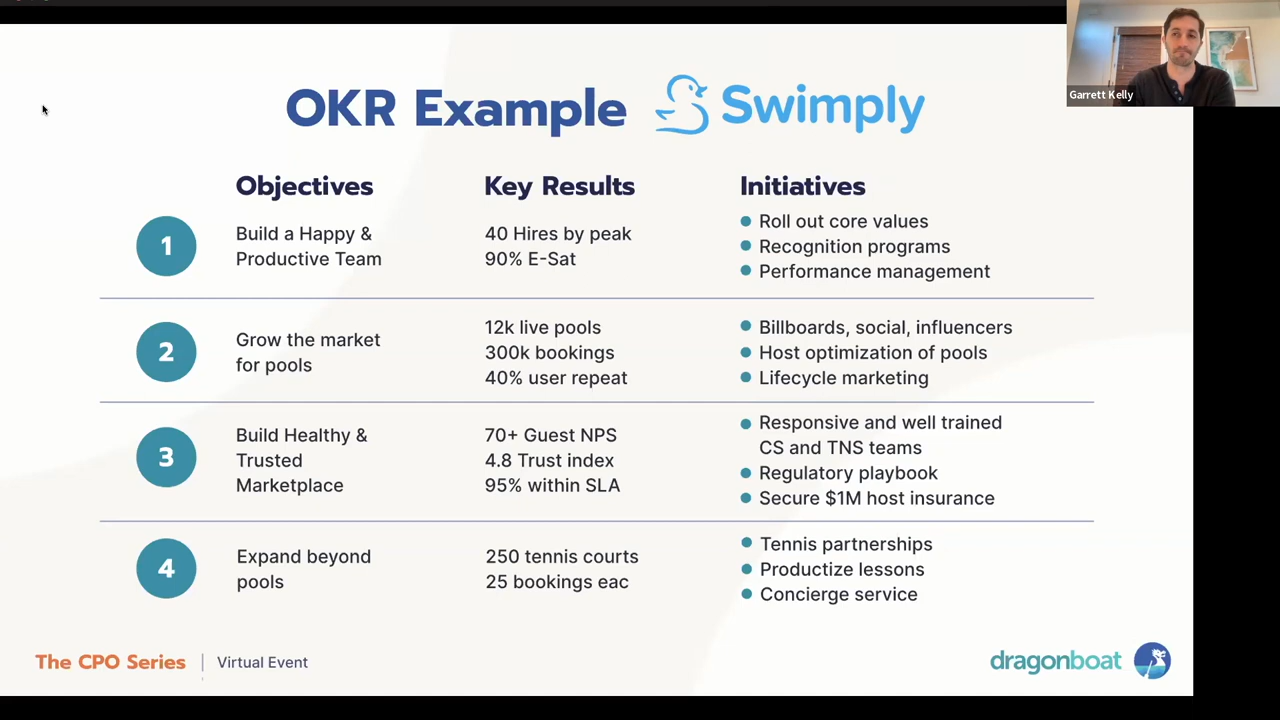 Garrett Kelly
OKR Example Swimply
Objectives Key Results Initiatives
1
Build a Happy &
Productive Team
40 Hires by peak
90% E-Sat
Roll out core values
Recognition programs
Performance management
2
Grow the market
for pools
12k live pools
300k bookings
40% user repeat
Billboards, social, influencers
Host optimization of pools
Lifecycle marketing
3
Build Healthy &
Trusted
Marketplace
70+ Guest NPS
4.8 Trust index
95% within SLA
Responsive and well trained
CS and TNS teams
Regulatory playbook
Secure $1M host insurance
4
Expand beyond
pools
250 tennis courts
25 bookings eac
Tennis partnerships
Productize lessons
Concierge service
The CPO Series | Virtual Event
dragonboat